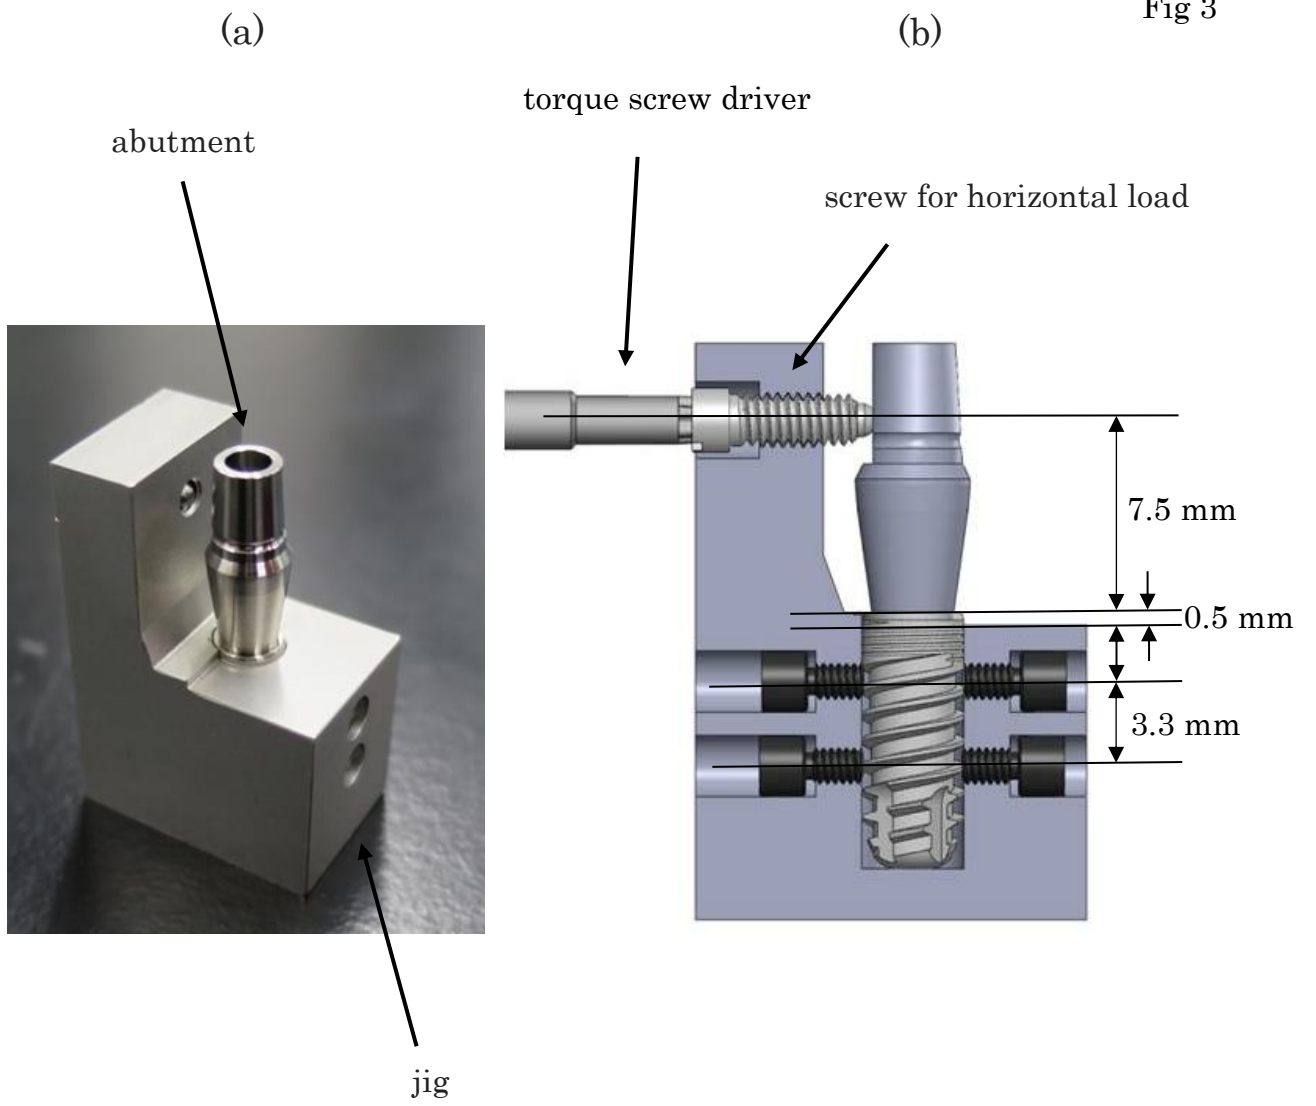 Fig 3
(a)
(b)
torque screw driver
abutment
screw for horizontal load
7.5 mm
0.5 mm
3.3 mm
jig